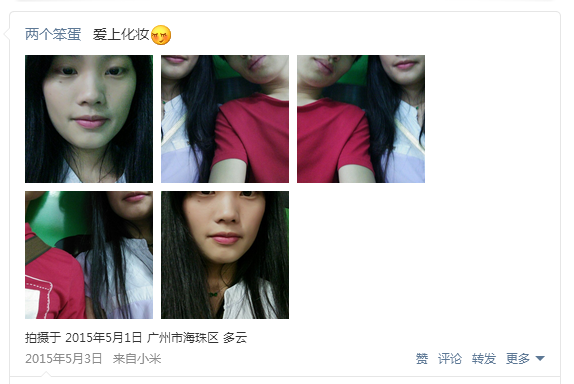 两个笨蛋 爱上化妆
拍摄于 2015年5月1日 广州市海珠区 多云
2015年5月3日 来自小米 赞 评论 转发 更多